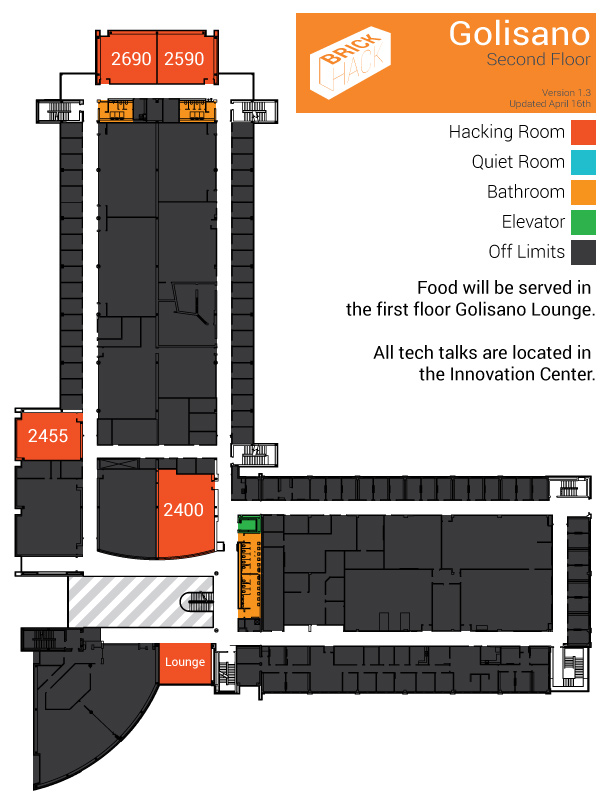 2690 2590
BRICK
HACK
Golisano
Second Floor
Version 1.3
Updated April 16th
Hacking Room
Quiet Room
Bathroom
Elevator
Off Limits
Food will be served in
the first floor Golisano Lounge.
All tech talks are located in
the Innovation Center.
2455
2400
Lounge